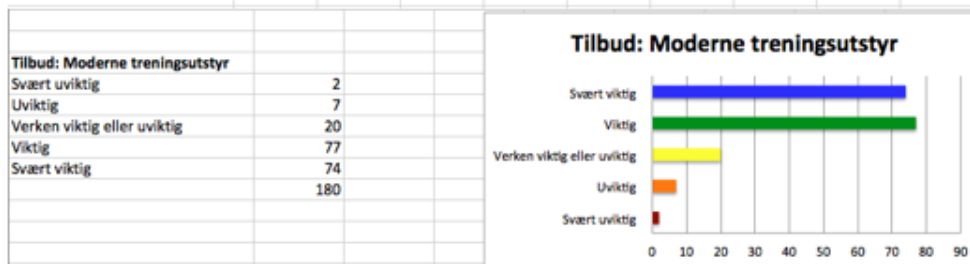 Tilbud: Moderne treningsutstyr
Svært uviktig 2
Uviktig 7
Verken viktig eller uviktig 20
Viktig 77
Svært viktig 74
180
Tilbud: Moderne treningsutstyr
Svært viktig
Viktig
Verken viktig eller uviktig
Uviktig
Svært uviktig
0 10 20 30 40 50 60 70 80 90